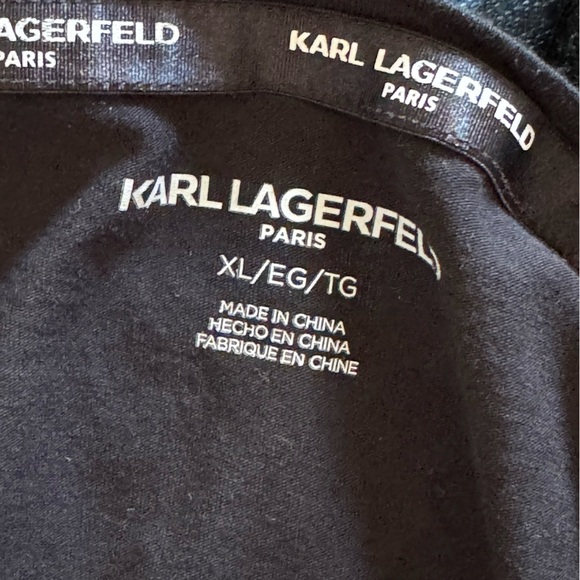 AGERFELD
PARIS
KARL LAGERFELD
PARIS
KARL LAGERFELD
PARIS
XL/EG/TG
MADE IN CHINA
HECHO EN CHINA
FABRIQUE EN CHINE